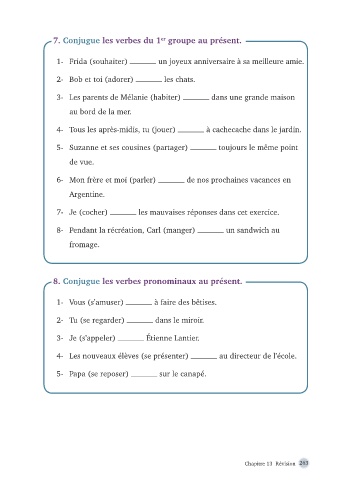 7. Conjugue les verbes du 1er groupe au présent.
1- Frida (souhaiter) ______ un joyeux anniversaire à sa meilleure amie.
2- Bob et toi (adorer) ______ les chats.
3- Les parents de Mélanie (habiter) ______ dans une grande maison
au bord de la mer.
4- Tous les après-midis, tu (jouer) ______ à cachecache dans le jardin.
5- Suzanne et ses cousines (partager) ______ toujours le même point
de vue.
6- Mon frère et moi (parler) ______ de nos prochaines vacances en
Argentine.
7- Je (cocher) ______ les mauvaises réponses dans cet exercice.
8- Pendant la récréation, Carl (manger) ______ un sandwich au
fromage.
8. Conjugue les verbes pronominaux au présent.
1- Vous (s'amuser) ______ à faire des bêtises.
2- Tu (se regarder) ______ dans le miroir.
3- Je (s'appeler) ______ Étienne Lantier.
4- Les nouveaux élèves (se présenter) ______ au directeur de l'école.
5- Papa (se reposer) ______ sur le canapé.
Chapitre 13 Révision 243